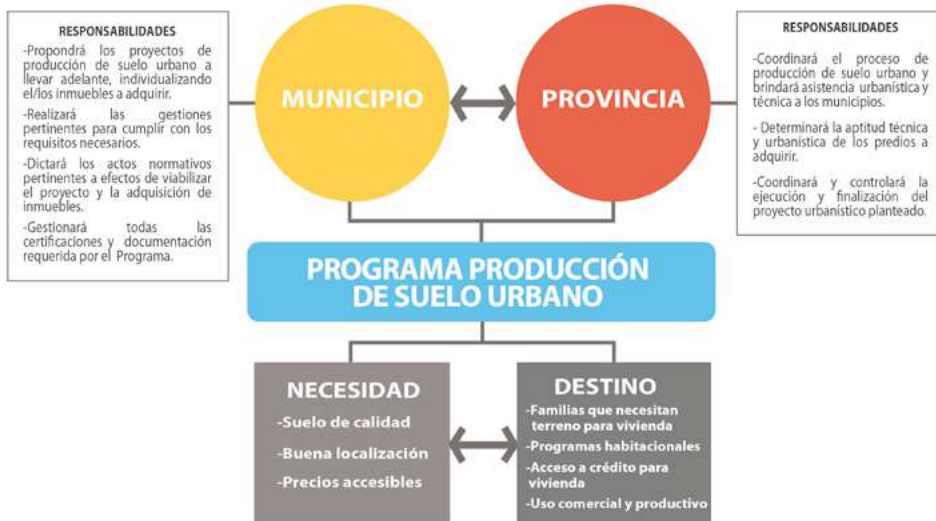 RESPONSABILIDADES
-Propondrá los proyectos de
producción de suelo urbano a
llevar adelante, individualizando
el/los inmuebles a adquirir.
-Realizará las gestiones
pertinentes para cumplir con los
requisitos necesarios.
-Dictará los actos normativos
pertinentes a efectos de viabilizar
el proyecto y la adquisición de
inmuebles.
-Gestionará todas las
certificaciones y documentación
requerida por el Programa.
MUNICIPIO
PROVINCIA
RESPONSABILIDADES
-Coordinará el proceso de
producción de suelo urbano y
brindará asistencia urbanística y
técnica a los municipios.
- Determinará la aptitud técnica
y urbanística de los predios a
adquirir.
-Coordinará y controlará la
ejecución y finalización del
proyecto urbanístico planteado.
PROGRAMA PRODUCCIÓN
DE SUELO URBANO
NECESIDAD
-Suelo de calidad
-Buena localización
-Precios accesibles
DESTINO
-Familias que necesitan
terreno para vivienda
-Programas habitacionales
-Acceso a crédito para
vivienda
-Uso comercial y productivo